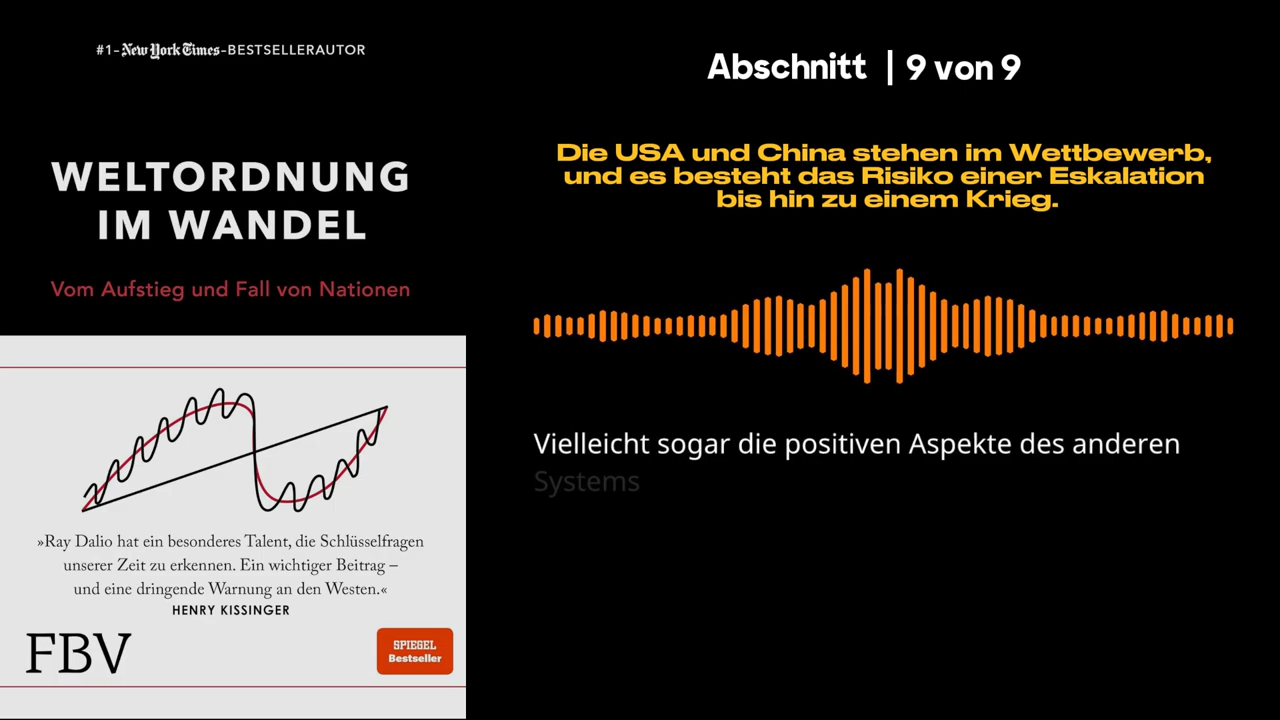 #1-New York Times-BESTSELLERAUTOR
WELTORDNUNG
IM WANDEL
Vom Aufstieg und Fall von Nationen
»Ray Dalio hat ein besonderes Talent, die Schlüsselfragen
unserer Zeit zu erkennen. Ein wichtiger Beitrag –
und eine dringende Warnung an den Westen.«
HENRY KISSINGER
FBV
SPIEGEL
Bestseller
Abschnitt | 9 von 9
Die USA und China stehen im Wettbewerb,
und es besteht das Risiko einer Eskalation
bis hin zu einem Krieg.
Vielleicht sogar die positiven Aspekte des anderen
Systems